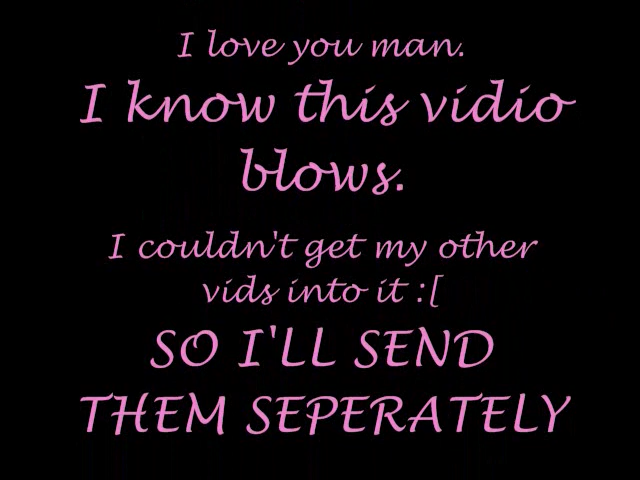 I love you man.
I know this vidio
blows.
I couldn't get my other
vids into it :[
SO I'LL SEND
THEM SEPERATELY